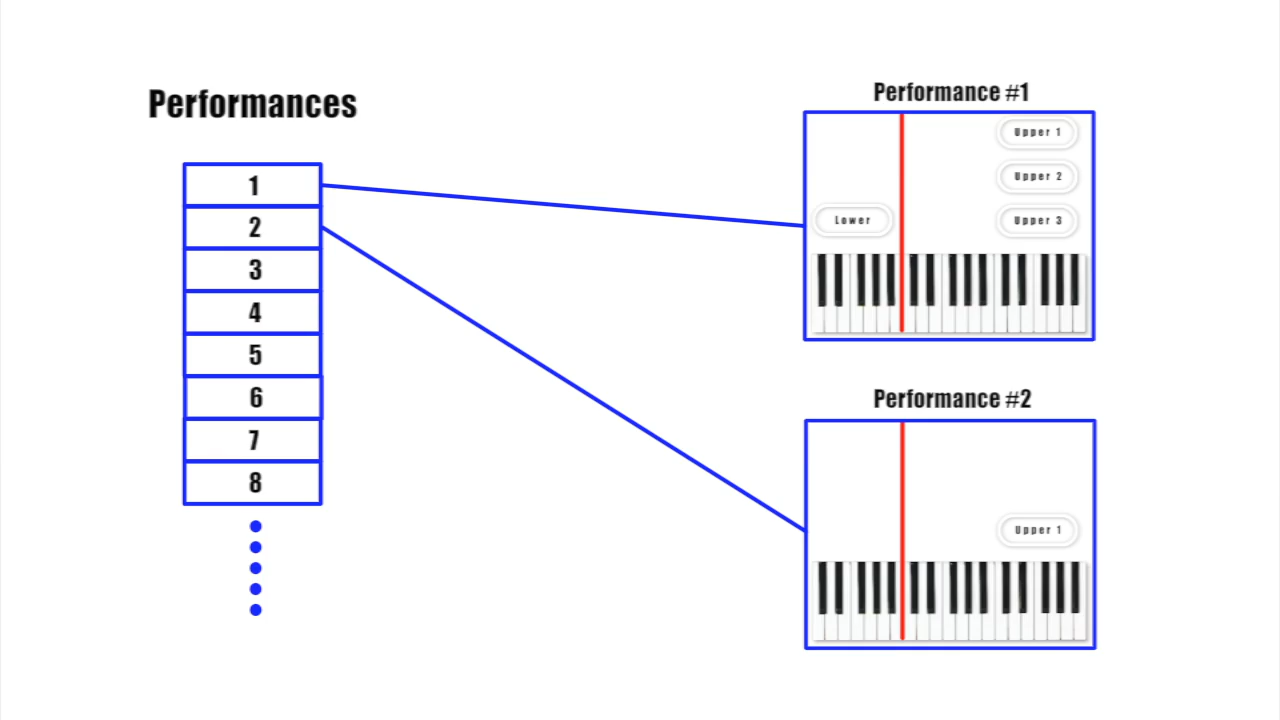 Performances
1
2
3
4
5
6
7
8
Performance #1
Upper 1
Upper 2
Lower
Upper 3
Performance #2
Upper 1